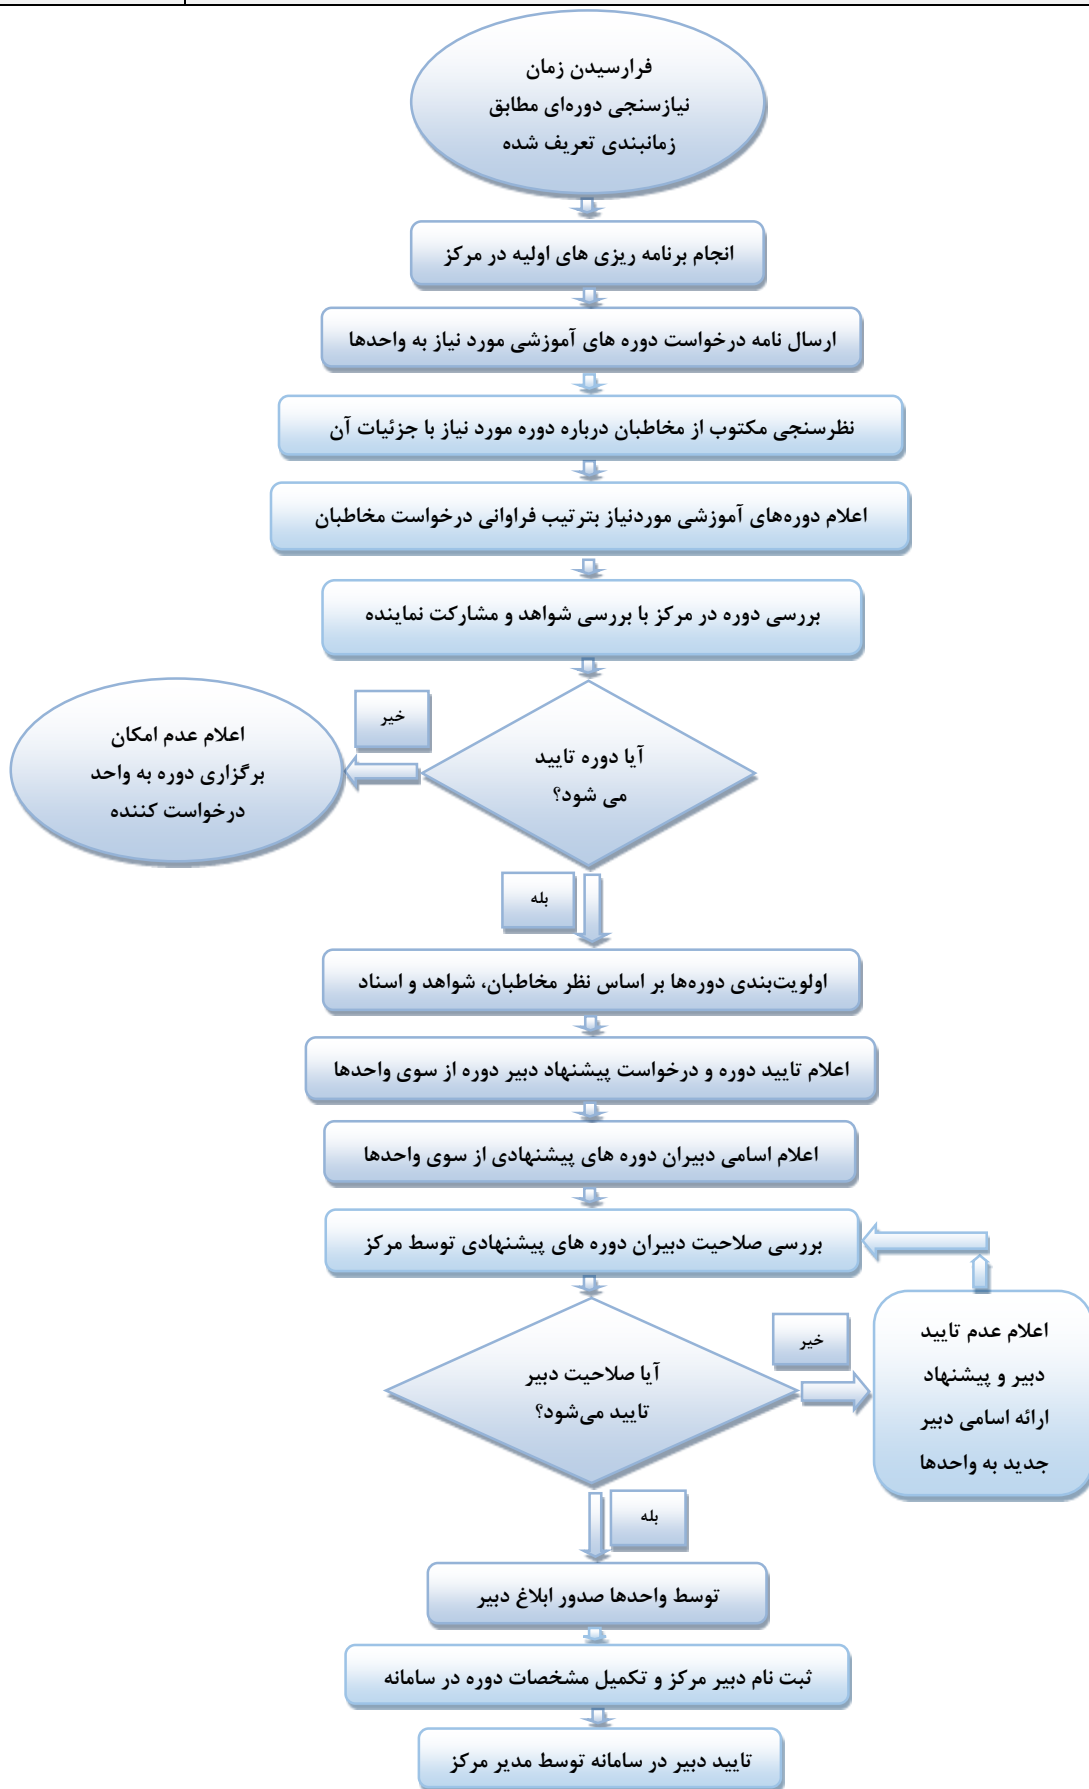 فرارسیدن زمان
نیازسنجی دوره‌ای مطابق
زمانبندی تعریف شده
انجام برنامه ریزی های اولیه در مرکز
ارسال نامه درخواست دوره های آموزشی مورد نیاز به واحدها
نظرسنجی مکتوب از مخاطبان درباره دوره مورد نیاز با جزئیات آن
اعلام دوره‌های آموزشی موردنیاز بترتیب فراوانی درخواست مخاطبان
بررسی دوره در مرکز با بررسی شواهد و مشارکت نماینده
آیا دوره تایید
می شود؟
خیر
اعلام عدم امکان
برگزاری دوره به واحد
درخواست کننده
بله
اولویت‌بندی دوره‌ها بر اساس نظر مخاطبان، شواهد و اسناد
اعلام تایید دوره و درخواست پیشنهاد دبیر دوره از سوی واحدها
اعلام اسامی دبیران دوره های پیشنهادی از سوی واحدها
بررسی صلاحیت دبیران دوره های پیشنهادی توسط مرکز
آیا صلاحیت دبیر
تایید می‌شود؟
خیر
اعلام عدم تایید
دبیر و پیشنهاد
ارائه اسامی دبیر
جدید به واحدها
بله
توسط واحدها صدور ابلاغ دبیر
ثبت نام دبیر مرکز و تکمیل مشخصات دوره در سامانه
تایید دبیر در سامانه توسط مدیر مرکز